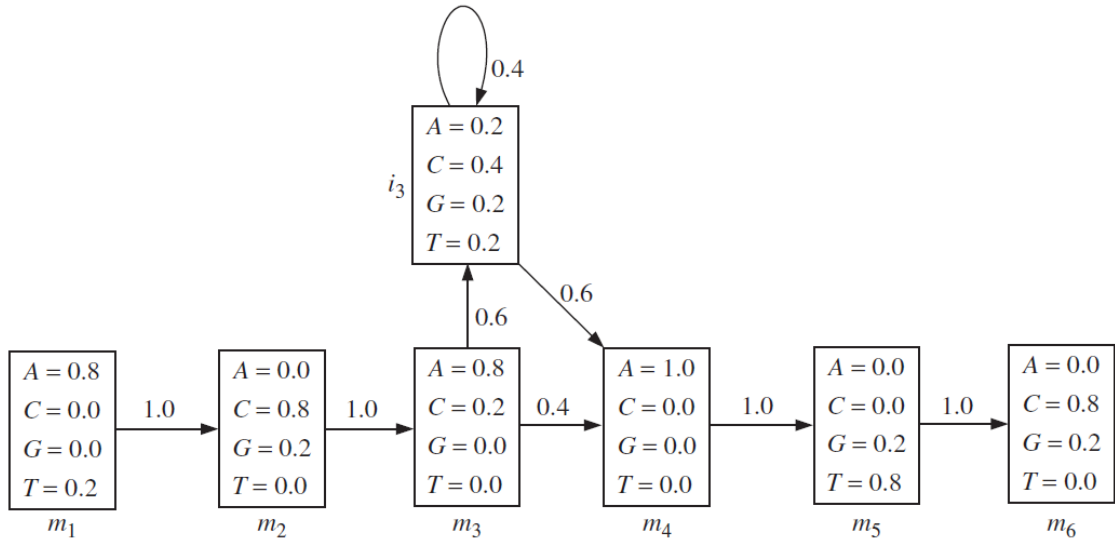 0.4
A = 0.2
C = 0.4
G = 0.2
T = 0.2
i3
0.6
0.6
A = 0.8
C = 0.0
G = 0.0
T = 0.2
m1
1.0
A = 0.0
C = 0.8
G = 0.2
T = 0.0
m2
1.0
A = 0.8
C = 0.2
G = 0.0
T = 0.0
m3
0.4
A = 1.0
C = 0.0
G = 0.0
T = 0.0
m4
1.0
A = 0.0
C = 0.0
G = 0.2
T = 0.8
m5
1.0
A = 0.0
C = 0.8
G = 0.2
T = 0.0
m6